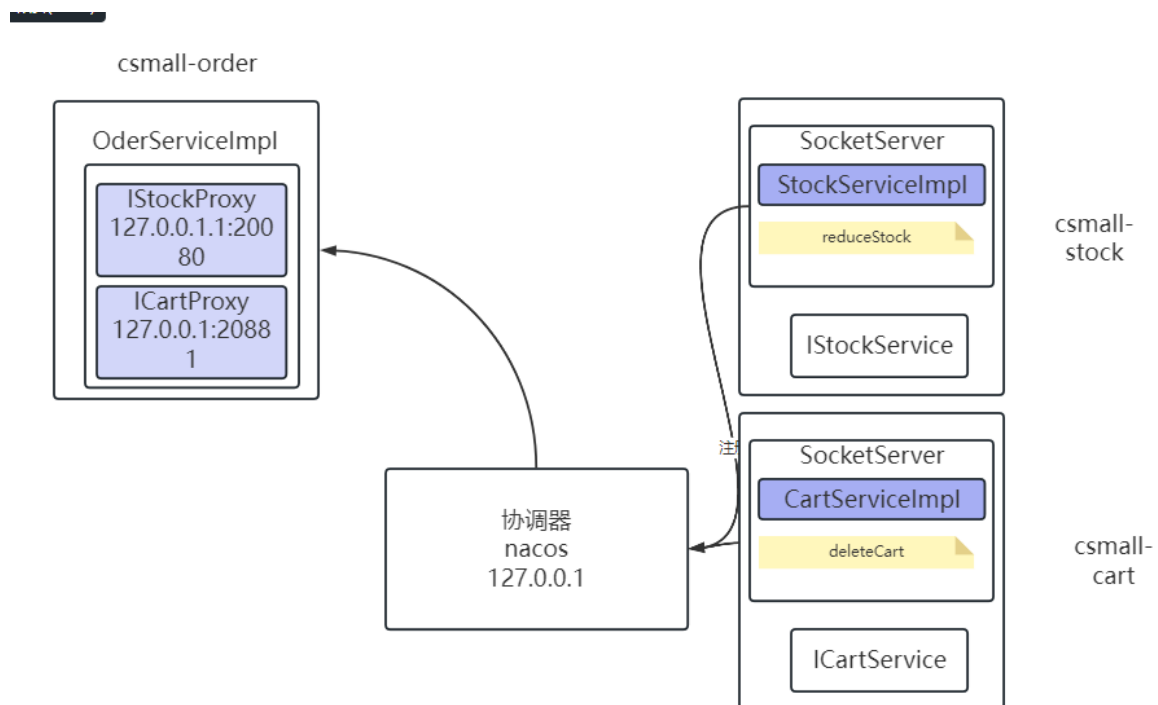 csmall-order
OderServiceImpl
IStockProxy
127.0.0.1.1:200
80
ICartProxy
127.0.0.1:2088
1
协调器
nacos
127.0.0.1
SocketServer
StockServiceImpl
reduceStock
IStockService
csmall-
stock
注
SocketServer
CartServiceImpl
deleteCart
ICartService
csmall-
cart